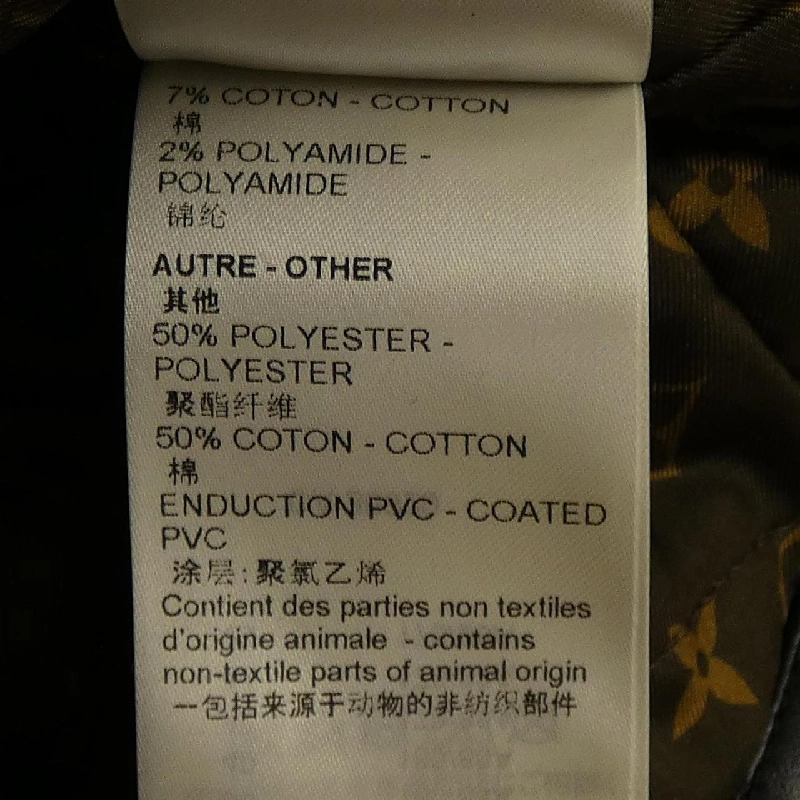 7% COTON - COTTON
棉
2% POLYAMIDE -
POLYAMIDE
锦纶
AUTRE - OTHER
其他
50% POLYESTER -
POLYESTER
聚酯纤维
50% COTON - COTTON
棉
ENDUCTION PVC - COATED
PVC
涂层:聚氯乙烯
Contient des parties non textiles
d'origine animale - contains
non-textile parts of animal origin
--包括来源于动物的非纺织部件